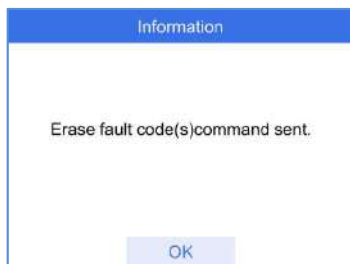 Information
Erase fault code(s)command sent.
OK